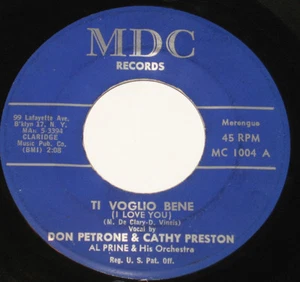 MDC
RECORDS
99 Lafayette Ave.
B'klyn 17, N. Y.
MAin 5-2394
CLARIDGE
Music Pub. Co.
(BMI) 2:08
Merengue
45 RPM
MC 1004 A
TI VOGLIO BENE
(I LOVE YOU)
(M. De Clary-D. Vincis)
Vocal by
DON PETRONE & CATHY PRESTON
AL PRINE & His Orchestra
Reg. U. S. Pat. Off.